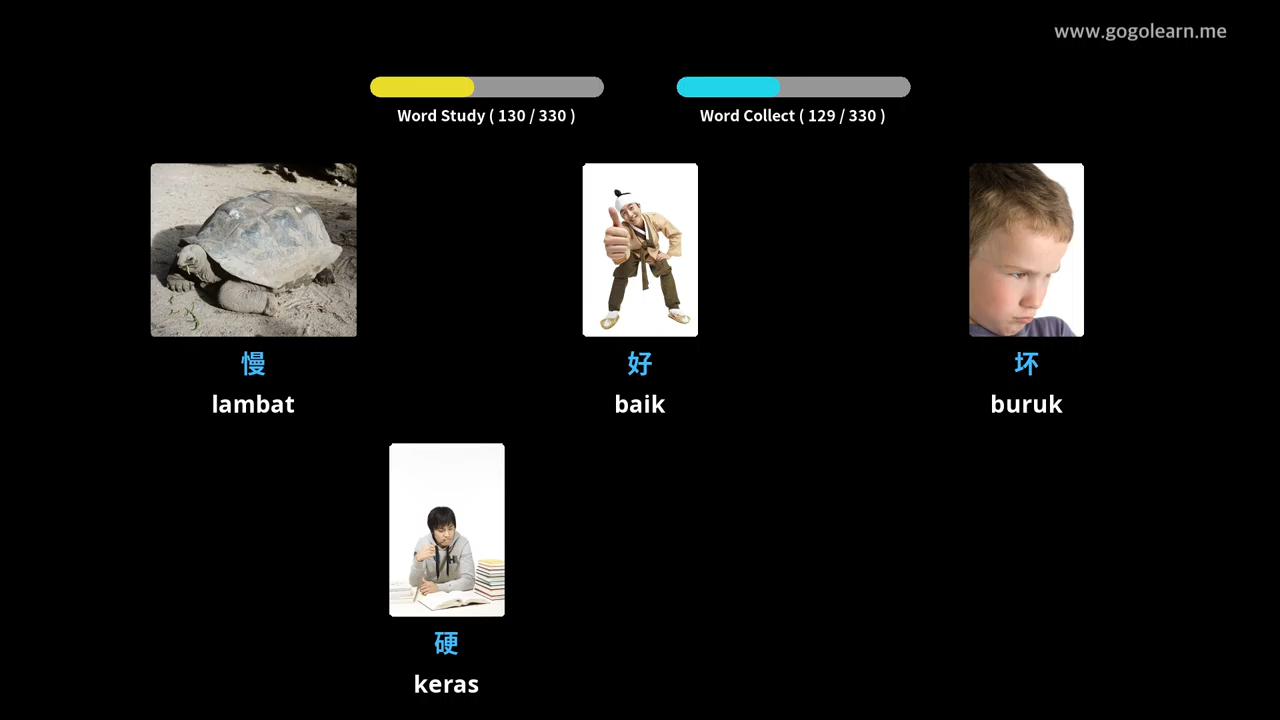 www.gogolearn.me
Word Study ( 130 / 330 )
Word Collect ( 129 / 330 )
慢
lambat
好
baik
坏
buruk
硬
keras